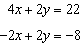 4x+2y = 22
-2x+2y = -8